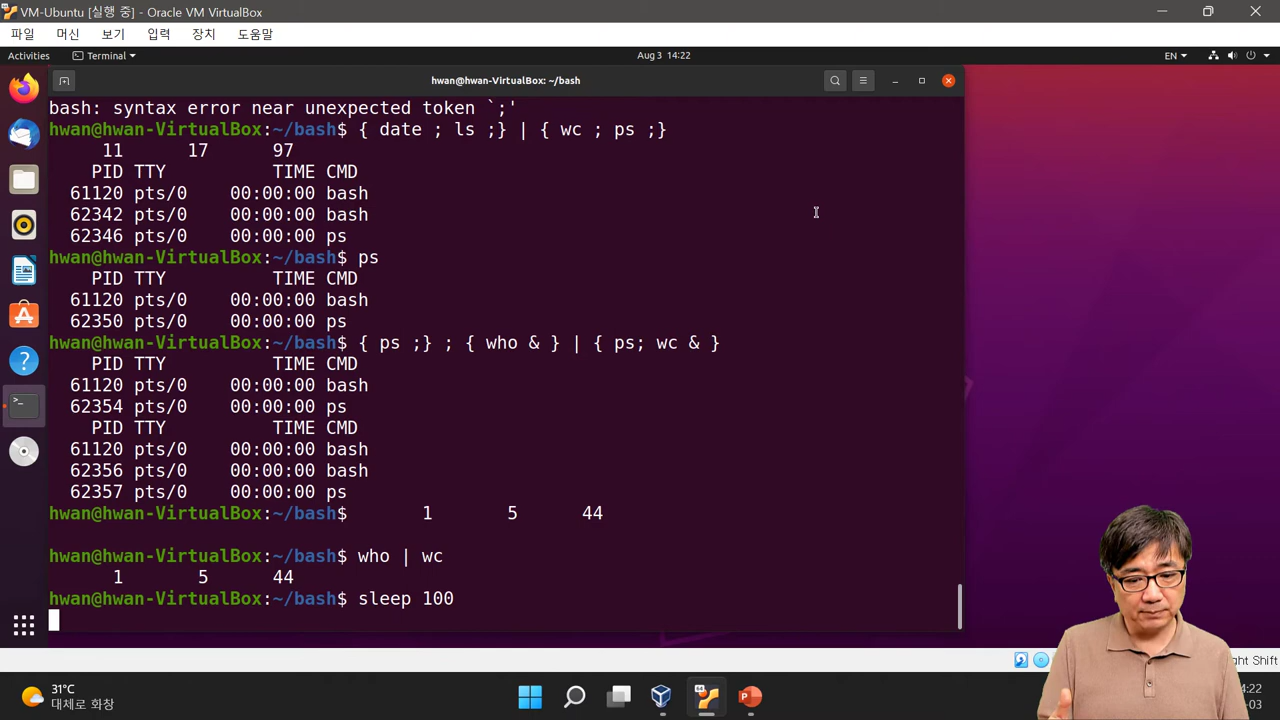 VM-Ubuntu [실행 중] - Oracle VM VirtualBox
파일 머신 보기 입력 장치 도움말
Activities Terminal Aug 3 14:22 EN
hwan@hwan-VirtualBox: ~/bash
bash: syntax error near unexpected token `;'
hwan@hwan-VirtualBox:~/bash$ { date ; ls ;} | { wc ; ps ;}
11 17 97
PID TTY TIME CMD
61120 pts/0 00:00:00 bash
62342 pts/0 00:00:00 bash
62346 pts/0 00:00:00 ps
hwan@hwan-VirtualBox:~/bash$ ps
PID TTY TIME CMD
61120 pts/0 00:00:00 bash
62350 pts/0 00:00:00 ps
hwan@hwan-VirtualBox:~/bash$ { ps ;} ; { who & } | { ps; wc & }
PID TTY TIME CMD
61120 pts/0 00:00:00 bash
62354 pts/0 00:00:00 ps
PID TTY TIME CMD
61120 pts/0 00:00:00 bash
62356 pts/0 00:00:00 bash
62357 pts/0 00:00:00 ps
hwan@hwan-VirtualBox:~/bash$ 1 5 44
hwan@hwan-VirtualBox:~/bash$ who | wc
1 5 44
hwan@hwan-VirtualBox:~/bash$ sleep 100
ght Shift
31°C
대체로 화창
4:22
-03